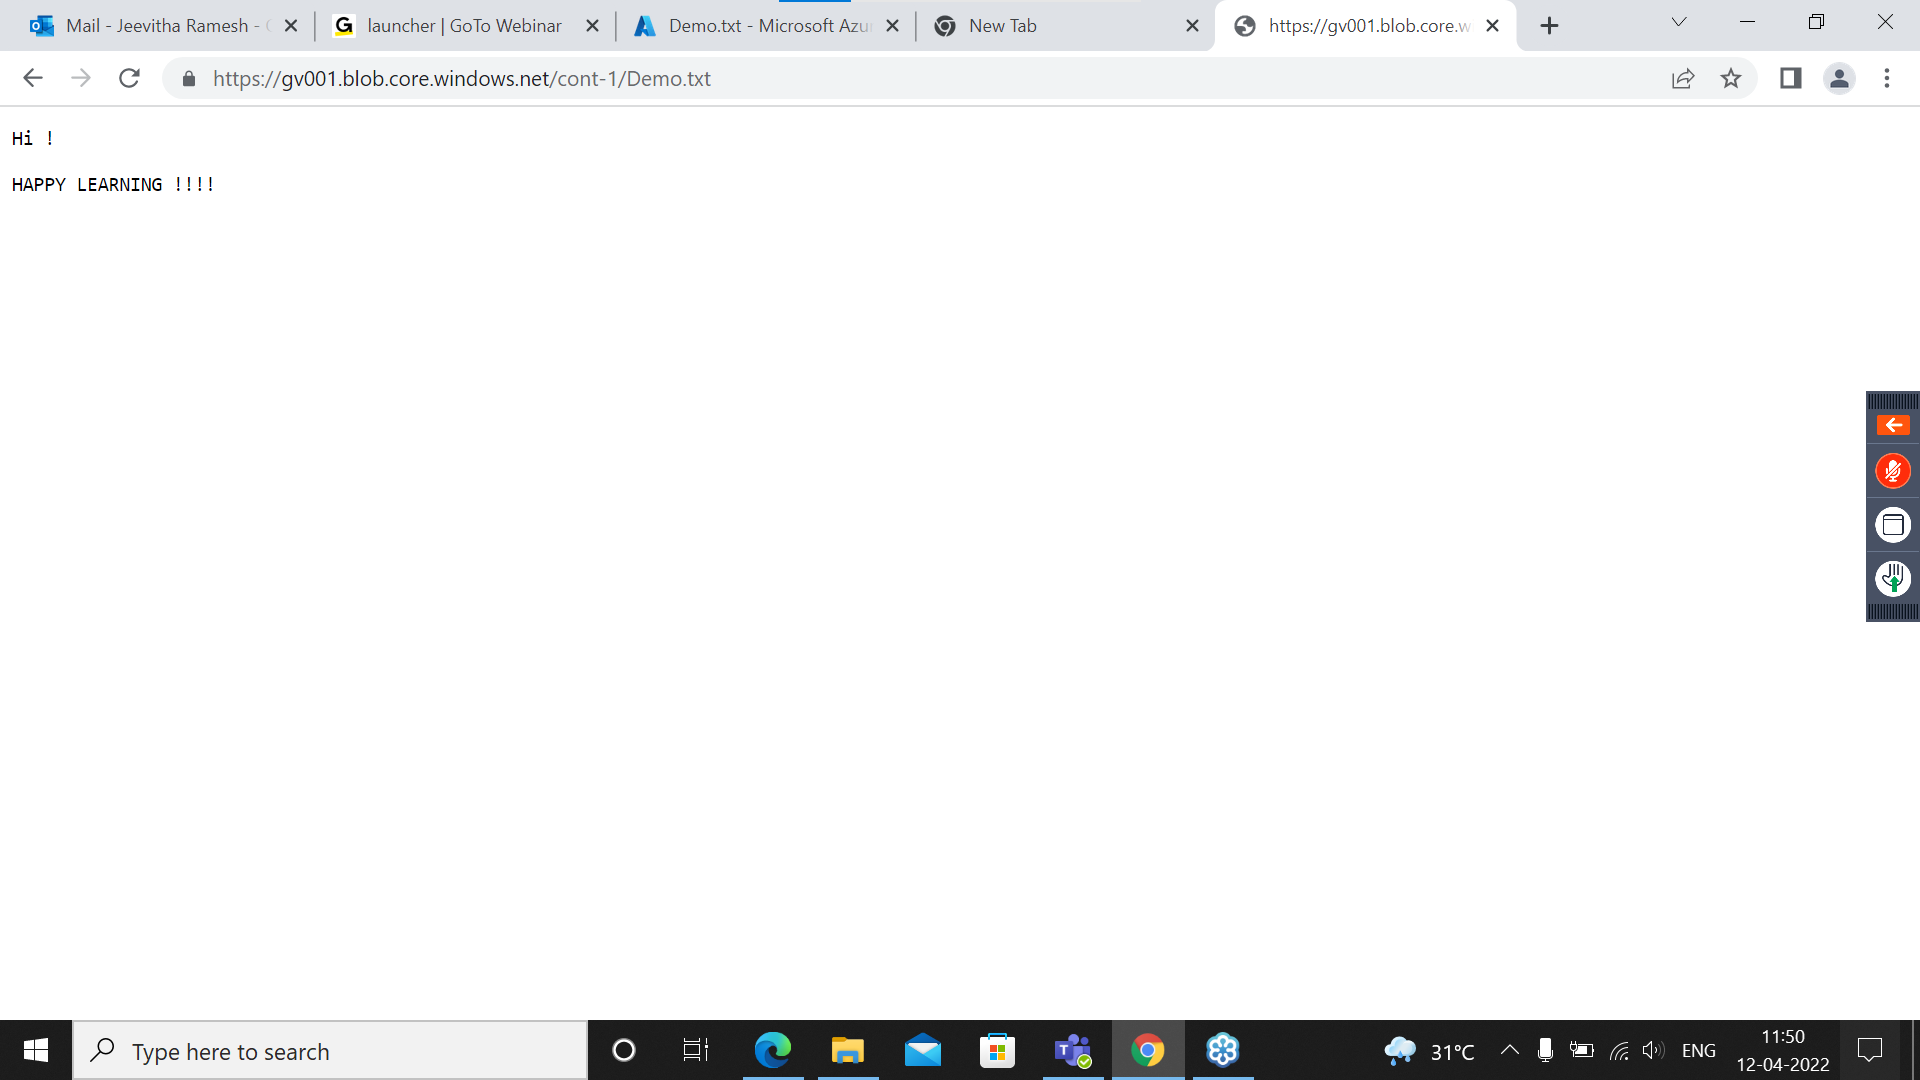 Mail - Jeevitha Ramesh -
launcher | GoTo Webinar
Demo.txt - Microsoft Azu
New Tab
https://gv001.blob.core.w
https://gv001.blob.core.windows.net/cont-1/Demo.txt
Hi !
HAPPY LEARNING !!!!
Type here to search
31°C
ENG
11:50
12-04-2022